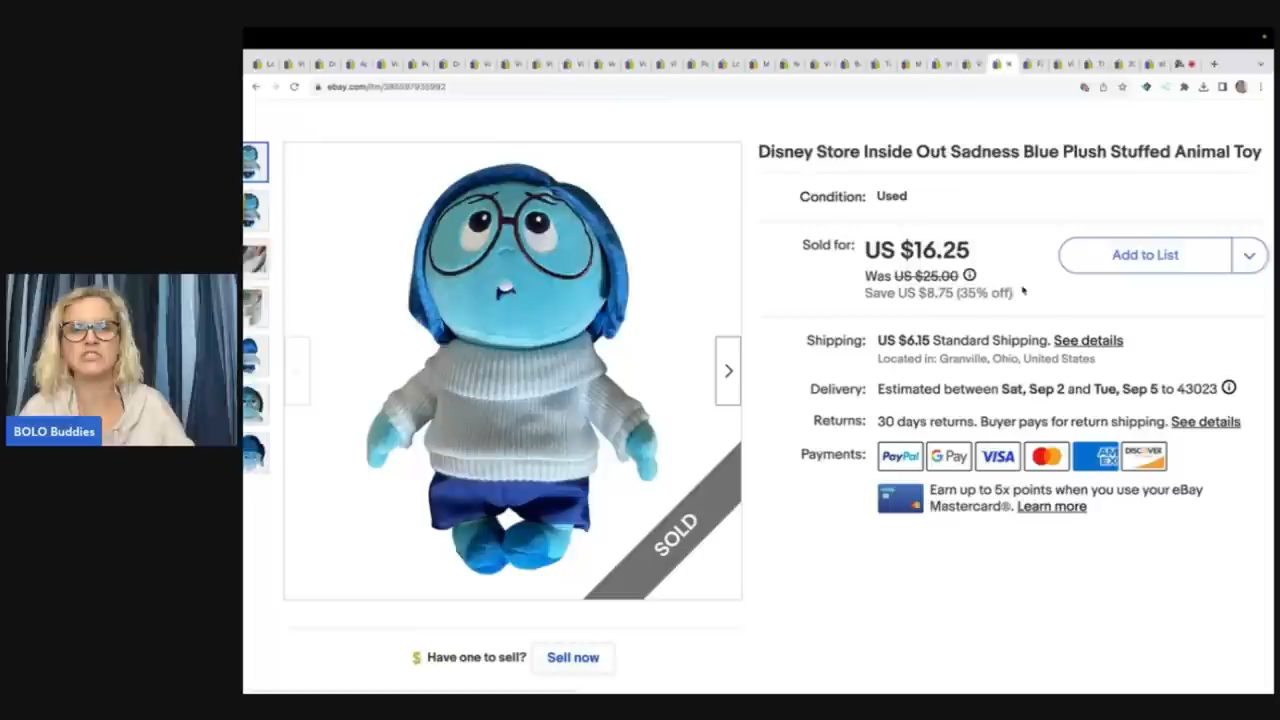 Disney Store Inside Out Sadness Blue Plush Stuffed Animal Toy
Condition: Used
Sold for: US $16.25
Add to List
Was US $25.00
Save US $8.75 (35% off)
Shipping: US $6.15 Standard Shipping. See details
Located in: Granville, Ohio, United States
Delivery: Estimated between Sat, Sep 2 and Tue, Sep 5 to 43023
Returns: 30 days returns. Buyer pays for return shipping. See details
Payments: PayPal G Pay VISA MasterCard AM EX DISCOVER
Earn up to 5x points when you use your eBay
Mastercard®. Learn more
SOLD
BOLO Buddies
$ Have one to sell? Sell now